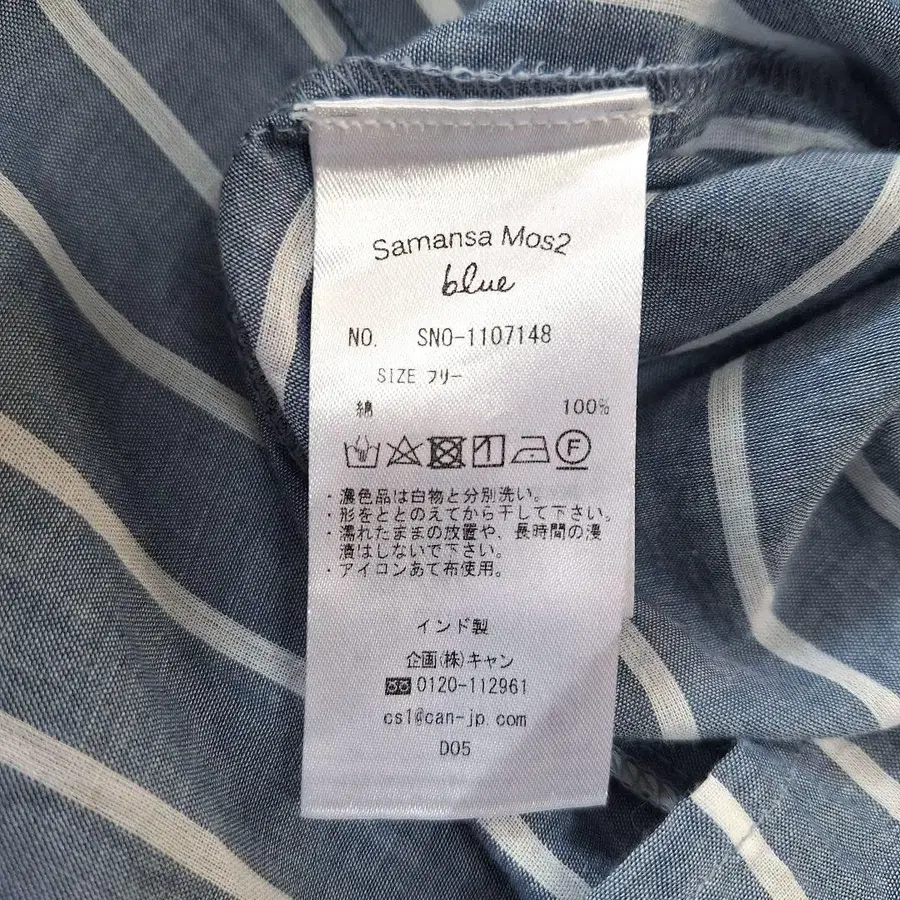 Samansa Mos2
blue
NO. SNO-1107148
SIZE フリー
綿 100%
F
・濃色品は白物と分別洗い。
・形をととのえてから干して下さい。
・濡れたままの放置や、長時間の浸
漬はしないで下さい。
・アイロンあて布使用。
インド製
企画(株)キャン
0120-112961
cs1@can-jp.com
D05